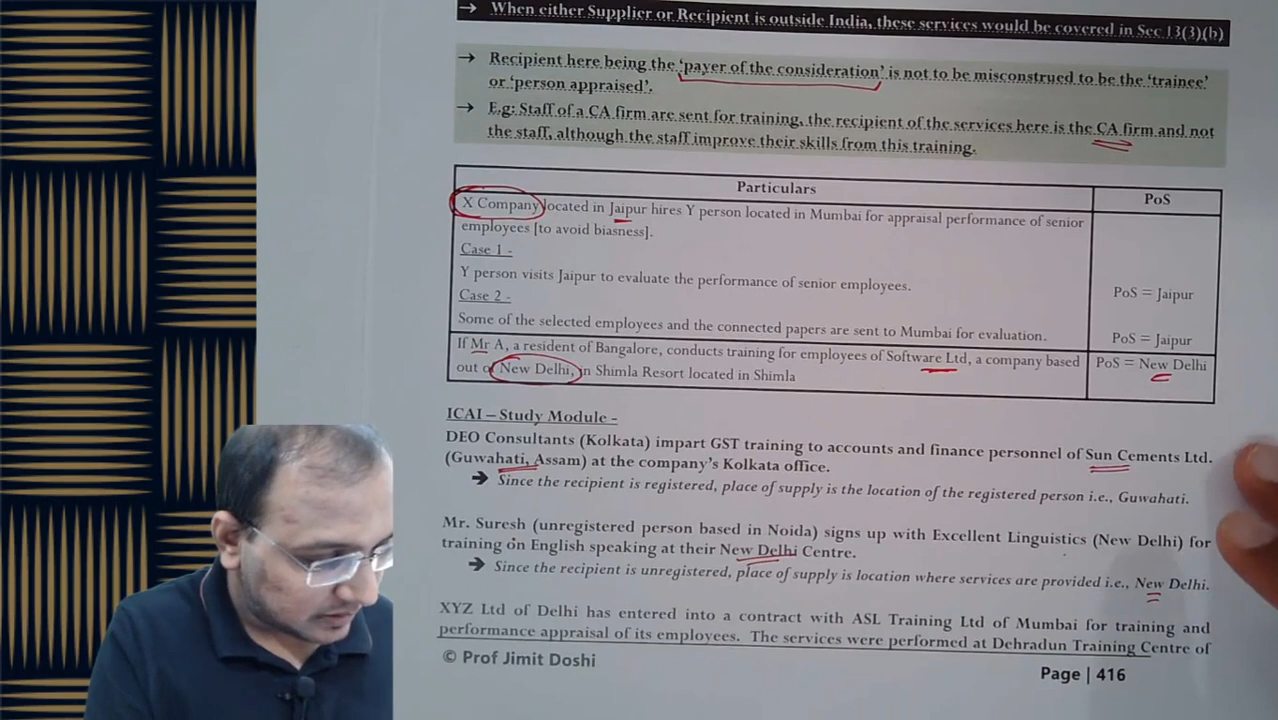 → When either Supplier or Recipient is outside India, these services would be covered in Sec 13(3)(b)
→ Recipient here being the 'payer of the consideration' is not to be misconstrued to be the 'trainee'
or 'person appraised'.
→ E.g: Staff of a CA firm are sent for training, the recipient of the services here is the CA firm and not
the staff, although the staff improve their skills from this training.
Particulars PoS
X Company located in Jaipur hires Y person located in Mumbai for appraisal performance of senior
employees [to avoid biasness].
Case 1 -
Y person visits Jaipur to evaluate the performance of senior employees. PoS = Jaipur
Case 2 -
Some of the selected employees and the connected papers are sent to Mumbai for evaluation. PoS = Jaipur
If Mr A, a resident of Bangalore, conducts training for employees of Software Ltd, a company based PoS = New Delhi
out of New Delhi, in Shimla Resort located in Shimla
ICAI – Study Module -
DEO Consultants (Kolkata) impart GST training to accounts and finance personnel of Sun Cements Ltd.
(Guwahati, Assam) at the company's Kolkata office.
➔ Since the recipient is registered, place of supply is the location of the registered person i.e., Guwahati.
Mr. Suresh (unregistered person based in Noida) signs up with Excellent Linguistics (New Delhi) for
training on English speaking at their New Delhi Centre.
➔ Since the recipient is unregistered, place of supply is location where services are provided i.e., New Delhi.
XYZ Ltd of Delhi has entered into a contract with ASL Training Ltd of Mumbai for training and
performance appraisal of its employees. The services were performed at Dehradun Training Centre of
© Prof Jimit Doshi
Page | 416